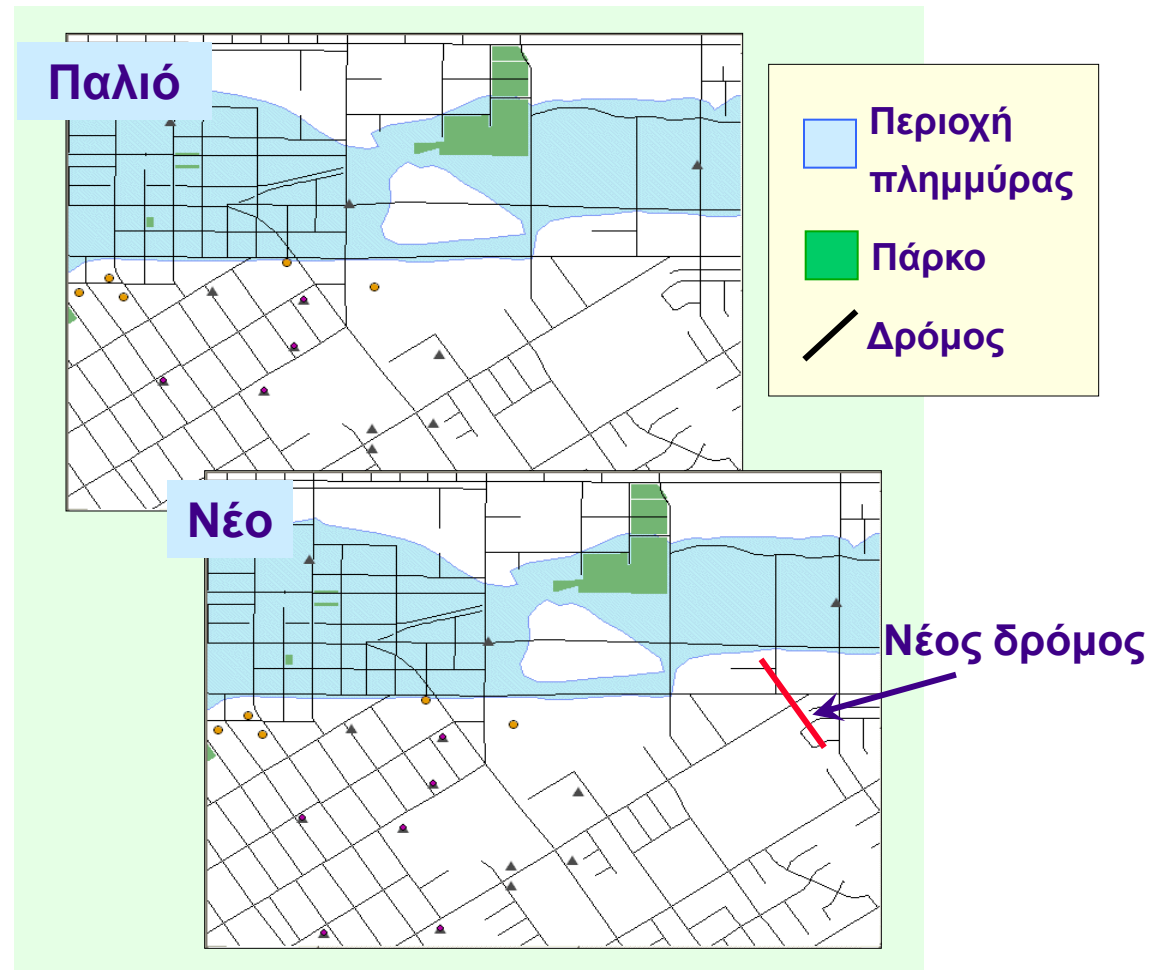 Παλιό
Περιοχή
πλημμύρας
Πάρκο
Δρόμος
Νέο
Νέος δρόμος